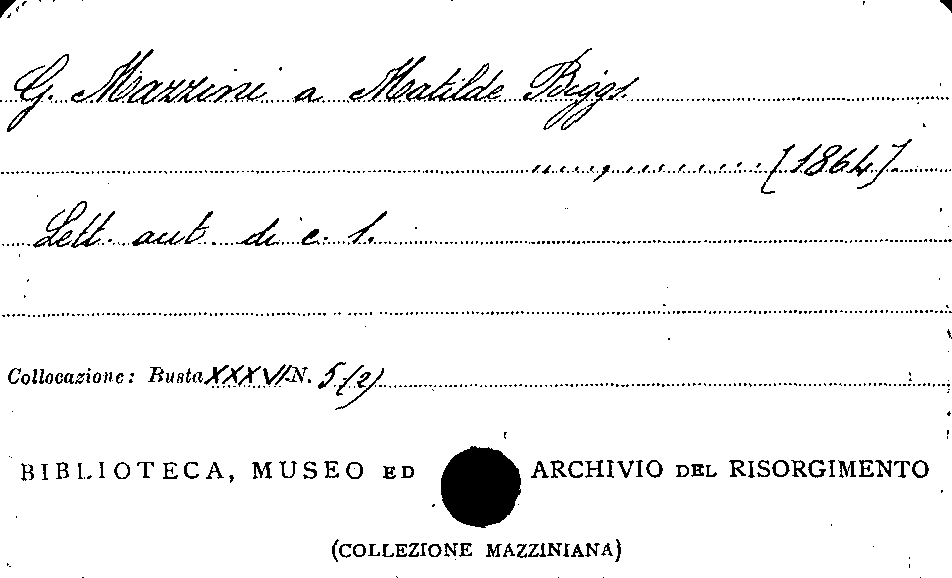 G. Mazzini a Matilde Biggs.
...., ........ [1864].
Lett. aut. di c. 1.
Collocazione: Busta XXXVI N. 5(2)
BIBLIOTECA, MUSEO ED ARCHIVIO DEL RISORGIMENTO
(COLLEZIONE MAZZINIANA)